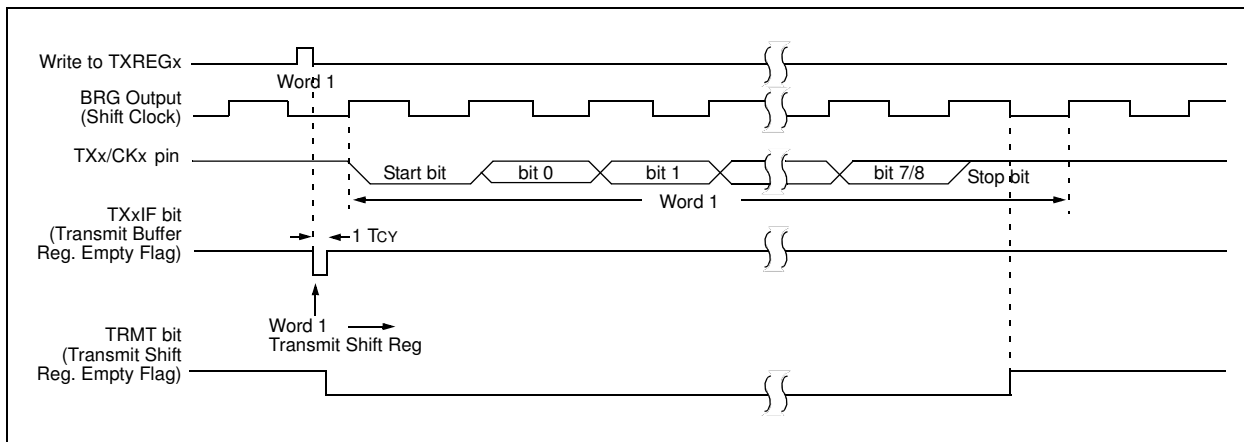 Write to TXREGx
Word 1
BRG Output
(Shift Clock)
TXx/CKx pin
Start bit
bit 0
bit 1
bit 7/8
Stop bit
Word 1
TXxIF bit
(Transmit Buffer
Reg. Empty Flag)
1 TCY
Word 1
Transmit Shift Reg
TRMT bit
(Transmit Shift
Reg. Empty Flag)